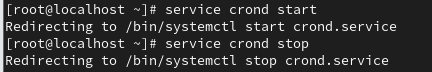 [root@localhost ~]# service crond start
Redirecting to /bin/systemctl start crond.service
[root@localhost ~]# service crond stop
Redirecting to /bin/systemctl stop crond.service